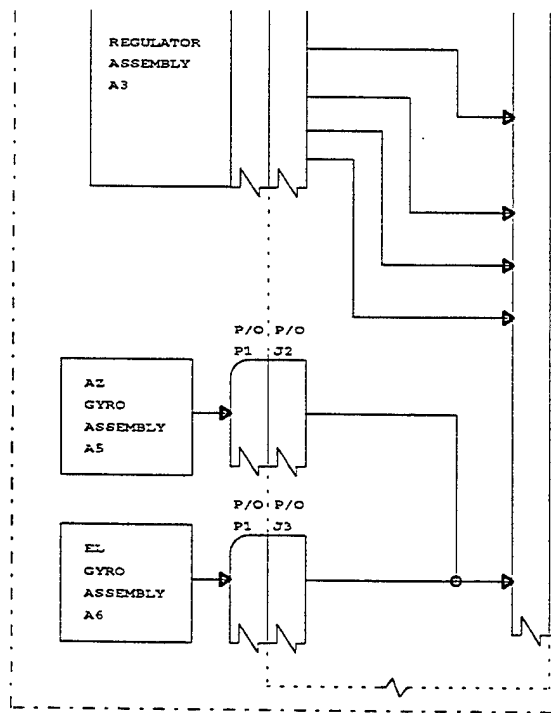 REGULATOR
ASSEMBLY
A3
P/O P/O
P1 J2
AZ
GYRO
ASSEMBLY
A5
P/O P/O
P1 J3
EL
GYRO
ASSEMBLY
A6